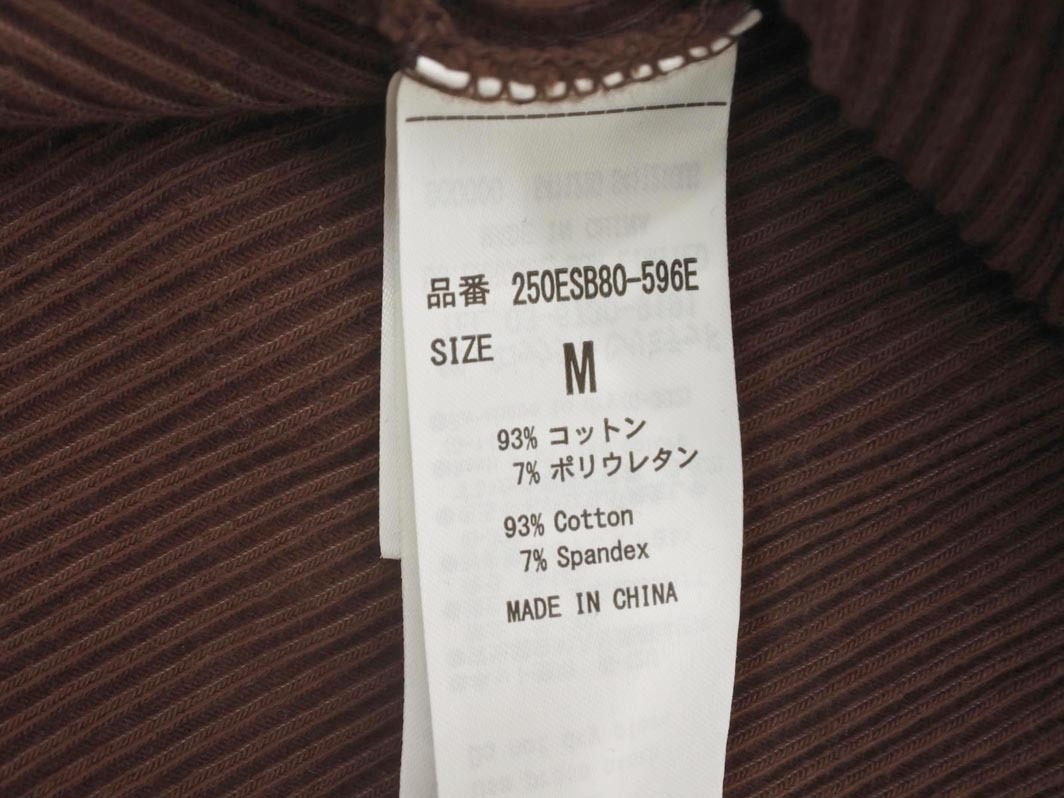 品番 250ESB80-596E
SIZE M
93% コットン
7% ポリウレタン
93% Cotton
7% Spandex
MADE IN CHINA